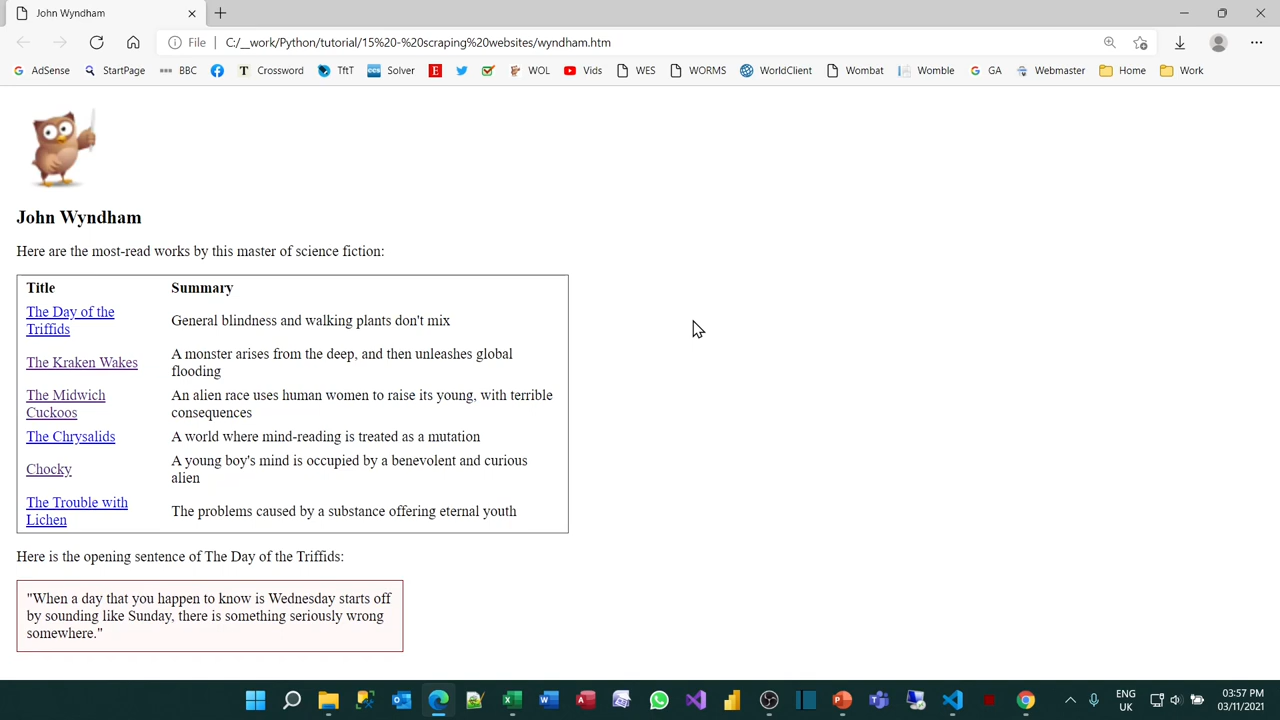 John Wyndham
File
C:/__work/Python/tutorial/15%20-%20scraping%20websites/wyndham.htm
AdSense StartPage BBC Crossword TftT Solver WOL Vids WES WORMS WorldClient Wombat Womble GA Webmaster Home Work
John Wyndham
Here are the most-read works by this master of science fiction:
Title Summary
The Day of the
Triffids
General blindness and walking plants don't mix
The Kraken Wakes
A monster arises from the deep, and then unleashes global
flooding
The Midwich
Cuckoos
An alien race uses human women to raise its young, with terrible
consequences
The Chrysalids
A world where mind-reading is treated as a mutation
Chocky
A young boy's mind is occupied by a benevolent and curious
alien
The Trouble with
Lichen
The problems caused by a substance offering eternal youth
Here is the opening sentence of The Day of the Triffids:
"When a day that you happen to know is Wednesday starts off
by sounding like Sunday, there is something seriously wrong
somewhere."
ENG
UK
03:57 PM
03/11/2021